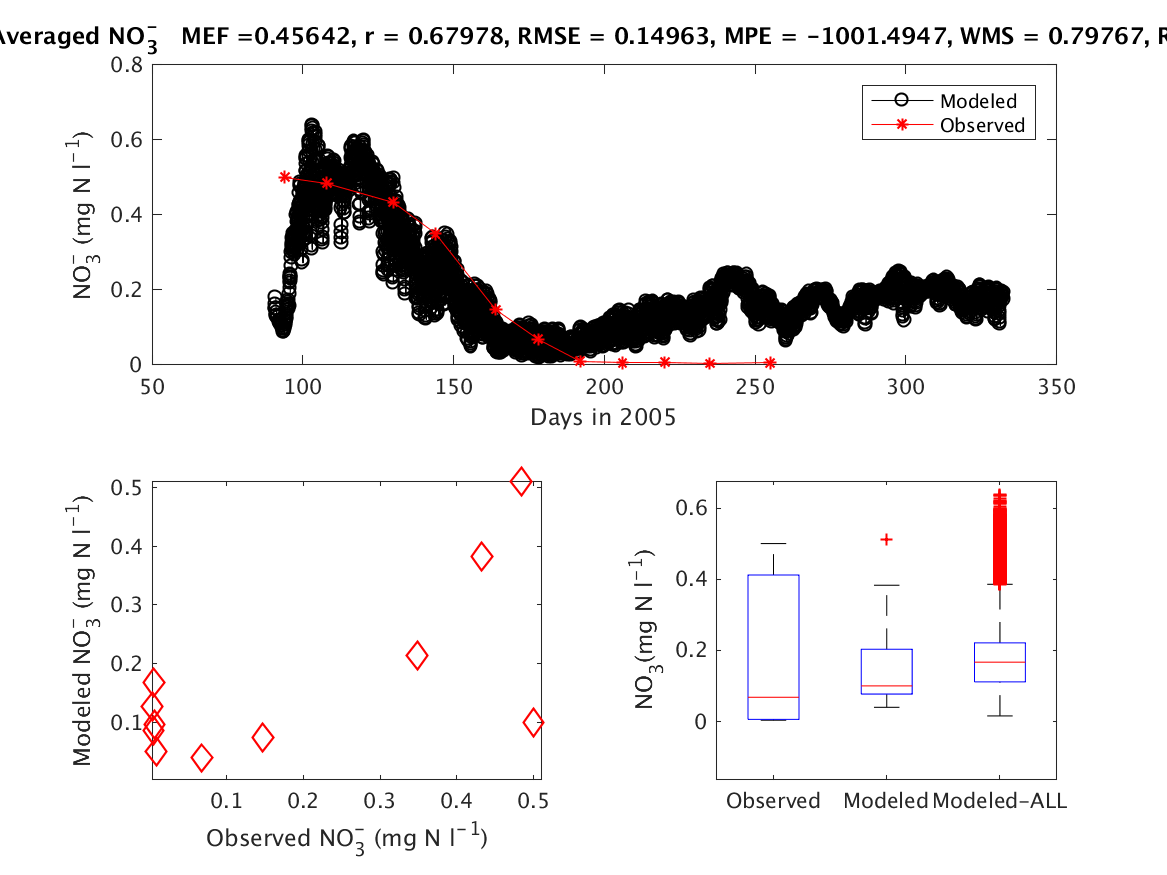 Averaged NO₃⁻ MEF =0.45642, r = 0.67978, RMSE = 0.14963, MPE = -1001.4947, WMS = 0.79767, R
0.8
0.6
0.4
0.2
0
NO₃⁻ (mg N l⁻¹)
Modeled
Observed
50 100 150 200 250 300 350
Days in 2005
0.5
0.4
0.3
0.2
0.1
Modeled NO₃⁻ (mg N l⁻¹)
0.1 0.2 0.3 0.4 0.5
Observed NO₃⁻ (mg N l⁻¹)
0.6
0.4
0.2
0
NO₃(mg N l⁻¹)
Observed Modeled Modeled-ALL